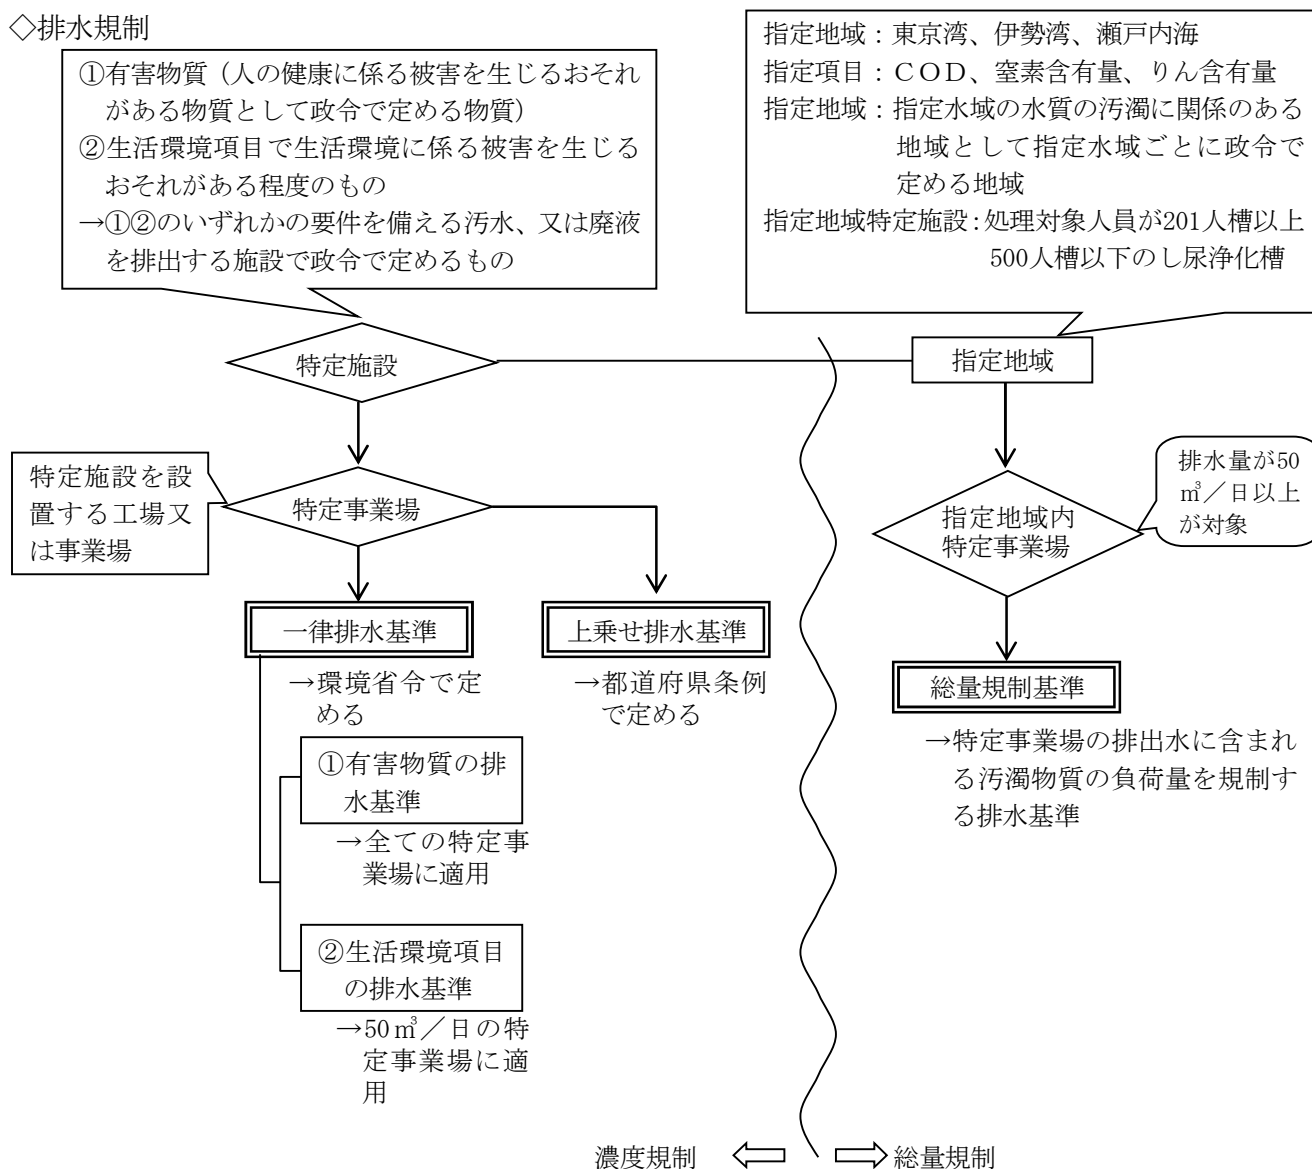 ◇排水規制
①有害物質（人の健康に係る被害を生じるおそれ
がある物質として政令で定める物質）
②生活環境項目で生活環境に係る被害を生じる
おそれがある程度のもの
→①②のいずれかの要件を備える汚水、又は廃液
を排出する施設で政令で定めるもの
指定地域：東京湾、伊勢湾、瀬戸内海
指定項目：ＣＯＤ、窒素含有量、りん含有量
指定地域：指定水域の水質の汚濁に関係のある
地域として指定水域ごとに政令で
定める地域
指定地域特定施設：処理対象人員が201人槽以上
500人槽以下のし尿浄化槽
特定施設
指定地域
特定施設を設
置する工場又
は事業場
特定事業場
指定地域内
特定事業場
排水量が50
㎥／日以上
が対象
一律排水基準
→環境省令で定
める
上乗せ排水基準
→都道府県条例
で定める
総量規制基準
→特定事業場の排出水に含まれ
る汚濁物質の負荷量を規制す
る排水基準
①有害物質の排
水基準
→全ての特定事
業場に適用
②生活環境項目
の排水基準
→50㎥／日の特
定事業場に適
用
濃度規制
総量規制